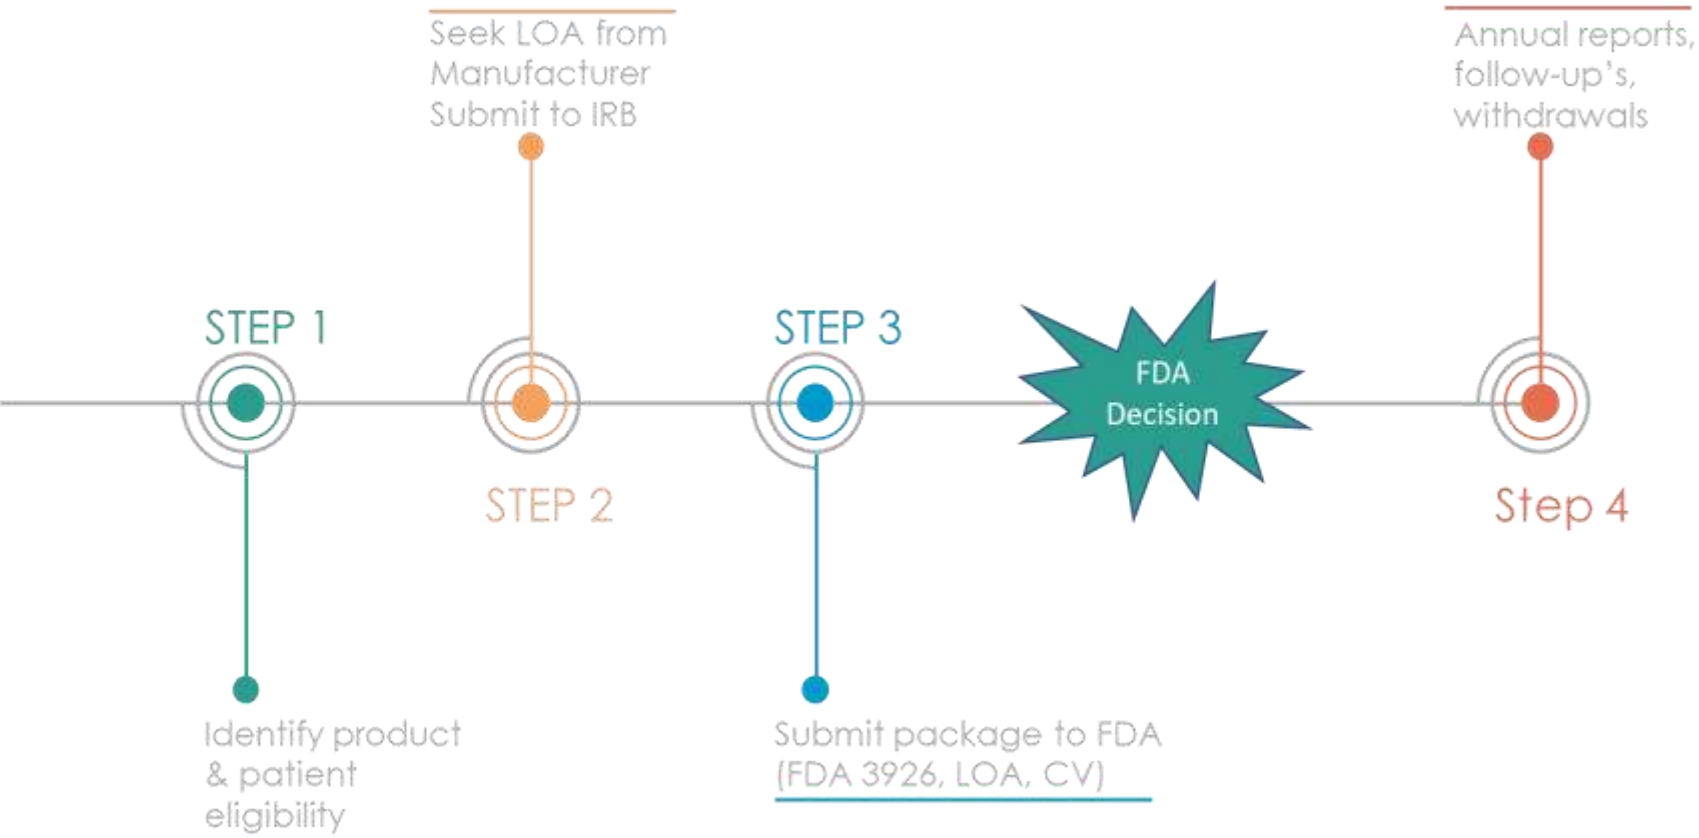 Seek LOA from
Manufacturer
Submit to IRB
Annual reports,
follow-up's,
withdrawals
STEP 1
STEP 3
FDA
Decision
STEP 2
Step 4
Identify product
& patient
eligibility
Submit package to FDA
(FDA 3926, LOA, CV)